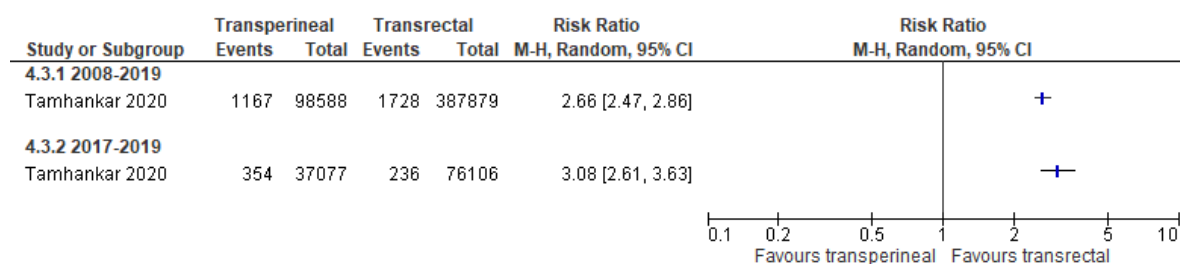 Transperineal Transrectal Risk Ratio Risk Ratio
Study or Subgroup Events Total Events Total M-H, Random, 95% CI M-H, Random, 95% CI
4.3.1 2008-2019
Tamhankar 2020 1167 98588 1728 387879 2.66 [2.47, 2.86]
4.3.2 2017-2019
Tamhankar 2020 354 37077 236 76106 3.08 [2.61, 3.63]
0.1 0.2 0.5 1 2 5 10
Favours transperineal Favours transrectal